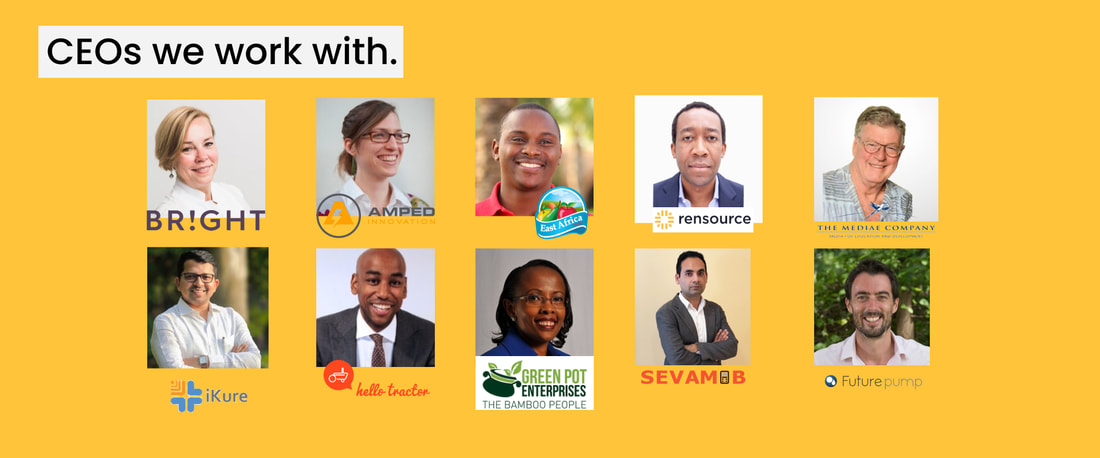 CEOs we work with.
BR!GHT
AMPED
INNOVATION
East Africa
rensource
THE MEDIAE COMPANY
iKure
hello tractor
GREEN POT
ENTERPRISES
THE BAMBOO PEOPLE
SEVAMOB
Futurepump